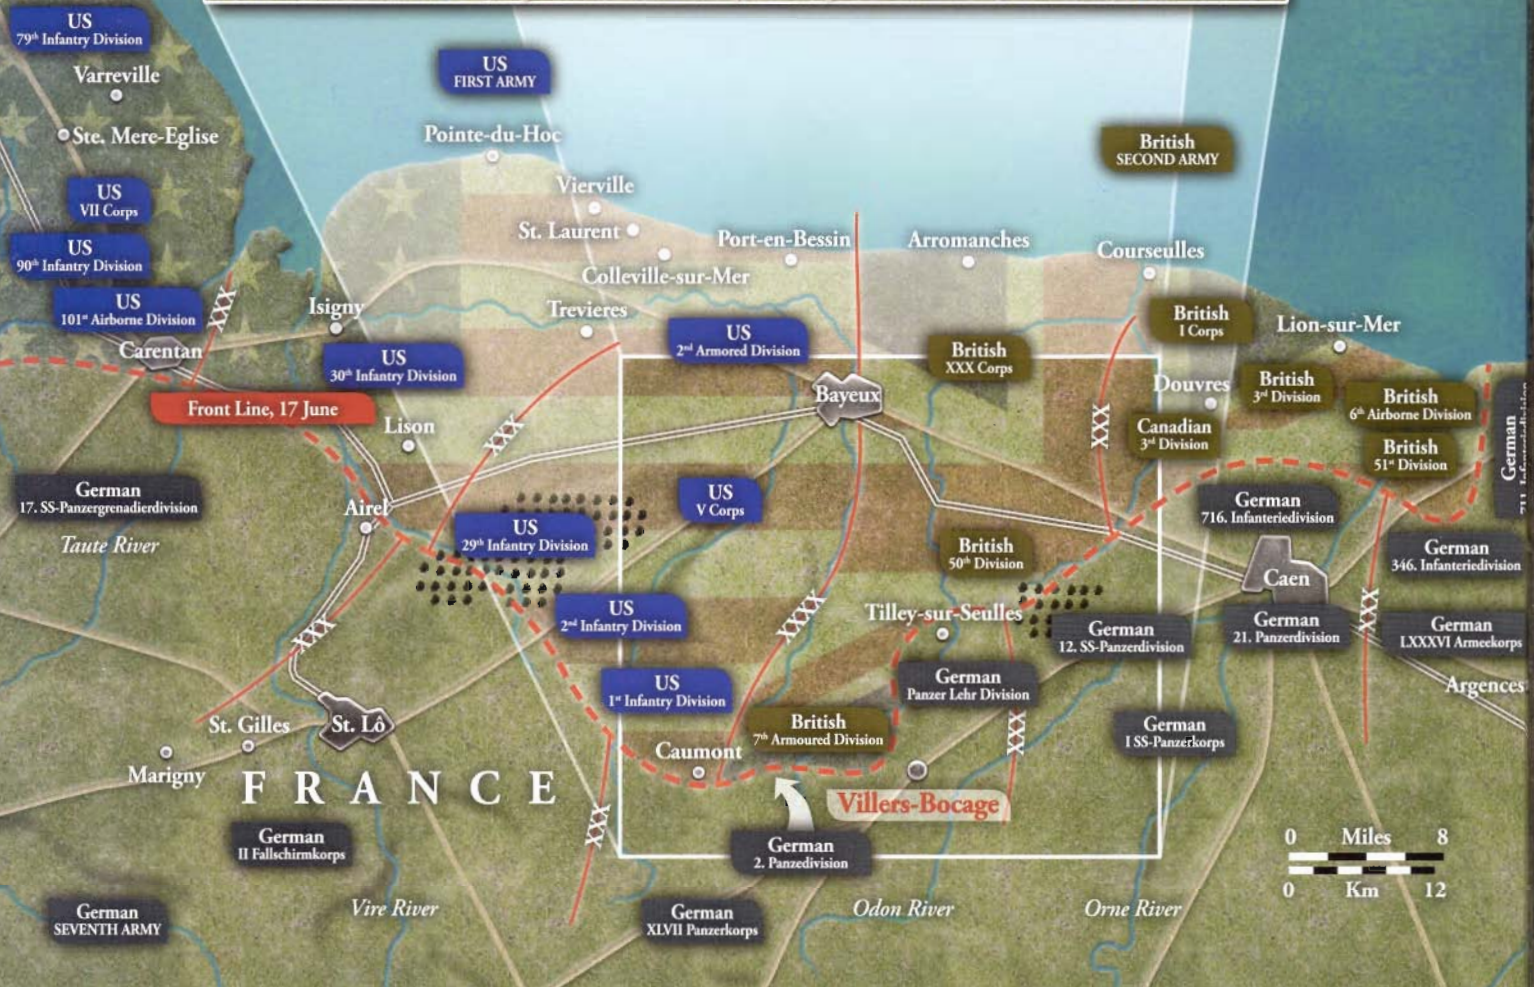 US
79th Infantry Division
Varreville
Ste. Mere-Eglise
US
VII Corps
US
90th Infantry Division
US
101st Airborne Division
US
FIRST ARMY
Pointe-du-Hoc
Vierville
St. Laurent
Colleville-sur-Mer
Port-en-Bessin
Arromanches
British
SECOND ARMY
Courseulles
XXX
Isigny
Trevieres
Carentan
US
30th Infantry Division
US
2nd Armored Division
British
XXX Corps
British
I Corps
Lion-sur-Mer
Front Line, 17 June
Lison
XXX
Bayeux
Douvres
British
3rd Division
British
6th Airborne Division
XXX
Canadian
3rd Division
British
51st Division
German
German
17. SS-Panzergrenadierdivision
Airel
Taute River
US
29th Infantry Division
US
V Corps
British
50th Division
German
716. Infanteriedivision
German
346. Infanteriedivision
Caen
US
2nd Infantry Division
XXXX
Tilley-sur-Seulles
German
12. SS-Panzerdivision
German
21. Panzerdivision
XXX
German
LXXXVI Armeekorps
XXX
US
1st Infantry Division
German
Panzer Lehr Division
Argences
St. Gilles
St. Lô
British
7th Armoured Division
XXX
German
I SS-Panzerkorps
Marigny
Caumont
FRANCE
Villers-Bocage
XXX
German
II Fallschirmkorps
German
2. Panzedivision
0 Miles 8
0 Km 12
German
SEVENTH ARMY
Vire River
German
XLVII Panzerkorps
Odon River
Orne River